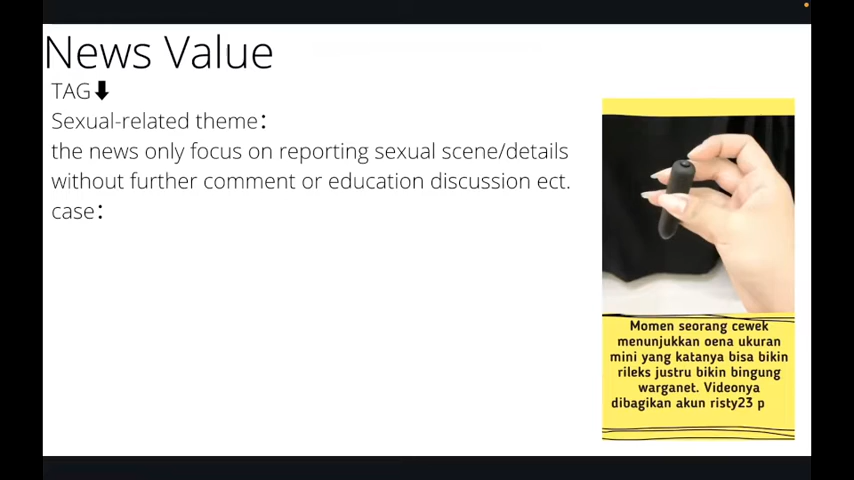 News Value
TAG⬇
Sexual-related theme：
the news only focus on reporting sexual scene/details
without further comment or education discussion ect.
case：
Momen seorang cewek
menunjukkan oena ukuran
mini yang katanya bisa bikin
rileks justru bikin bingung
warganet. Videonya
dibagikan akun risty23 p